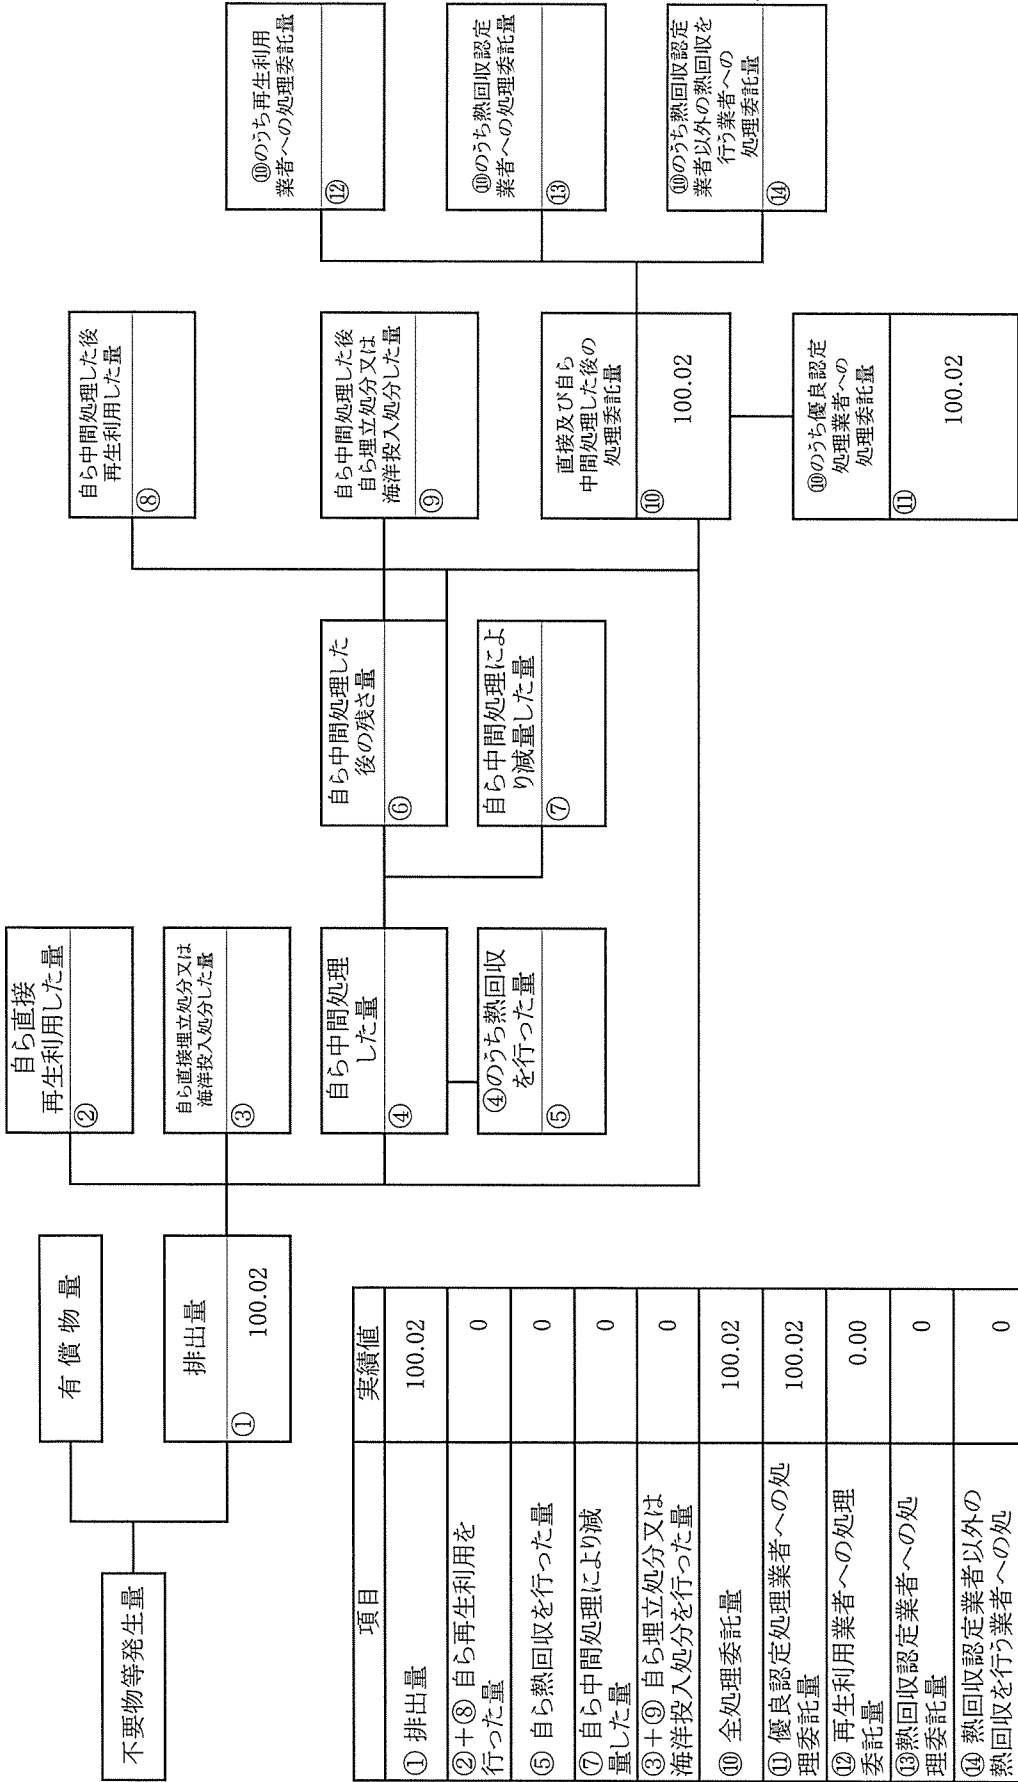 不要物等発生量
有 償 物 量
排出量
①
100.02
自ら直接
再生利用した量
②
自ら直接埋立処分又は
海洋投入処分した量
③
自ら中間処理
した量
④
④のうち熱回収
を行った量
⑤
自ら中間処理した
後の残さ量
⑥
自ら中間処理によ
り減量した量
⑦
自ら中間処理した後
再生利用した量
⑧
自ら中間処理した後
自ら埋立処分又は
海洋投入処分した量
⑨
直接及び自ら
中間処理した後の
処理委託量
⑩
100.02
⑩のうち優良認定
処理業者への
処理委託量
⑪
100.02
⑩のうち再生利用
業者への処理委託量
⑫
⑩のうち熱回収認定
業者への処理委託量
⑬
⑩のうち熱回収認定
業者以外の熱回収を
行う業者への
処理委託量
⑭
項目 実績値
① 排出量 100.02
②+⑧ 自ら再生利用を
行った量 0
⑤ 自ら熱回収を行った量 0
⑦ 自ら中間処理により減
量した量 0
③+⑨ 自ら埋立処分又は
海洋投入処分を行った量 0
⑩ 全処理委託量 100.02
⑪ 優良認定処理業者への処
理委託量 100.02
⑫ 再生利用業者への処理
委託量 0.00
⑬熱回収認定業者への処
理委託量 0
⑭ 熱回収認定業者以外の
熱回収を行う業者への処 0